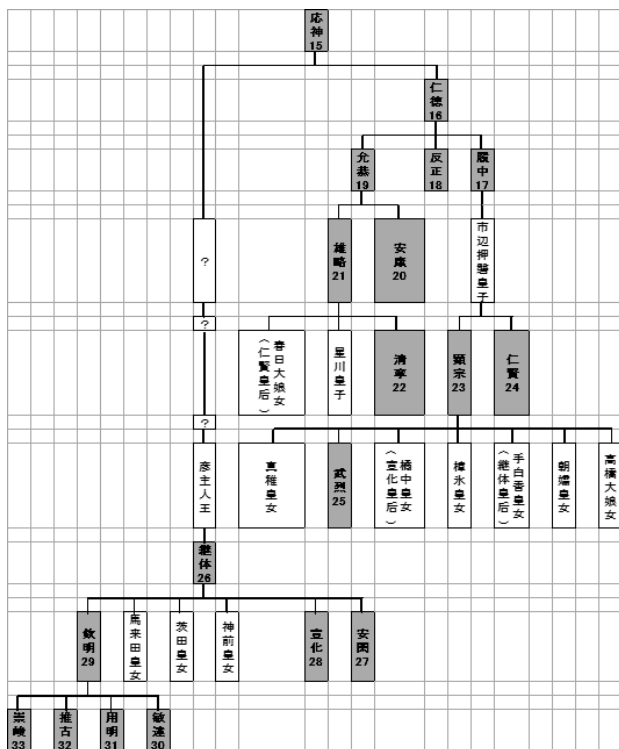 応神
15
仁徳
16
允恭
19
反正
18
履中
17
?
雄略
21
安康
20
市辺押磐皇子
?
春日大娘女
(仁賢皇后)
星川皇子
清寧
22
顕宗
23
仁賢
24
?
彦主人王
真稚皇女
武烈
25
橘中皇女
(宣化皇后)
樟氷皇女
手白香皇女
(継体皇后)
朝嬬皇女
高橋大娘女
継体
26
欽明
29
馬来田皇女
茨田皇女
神前皇女
宣化
28
安閑
27
崇峻
33
推古
32
用明
31
敏達
30